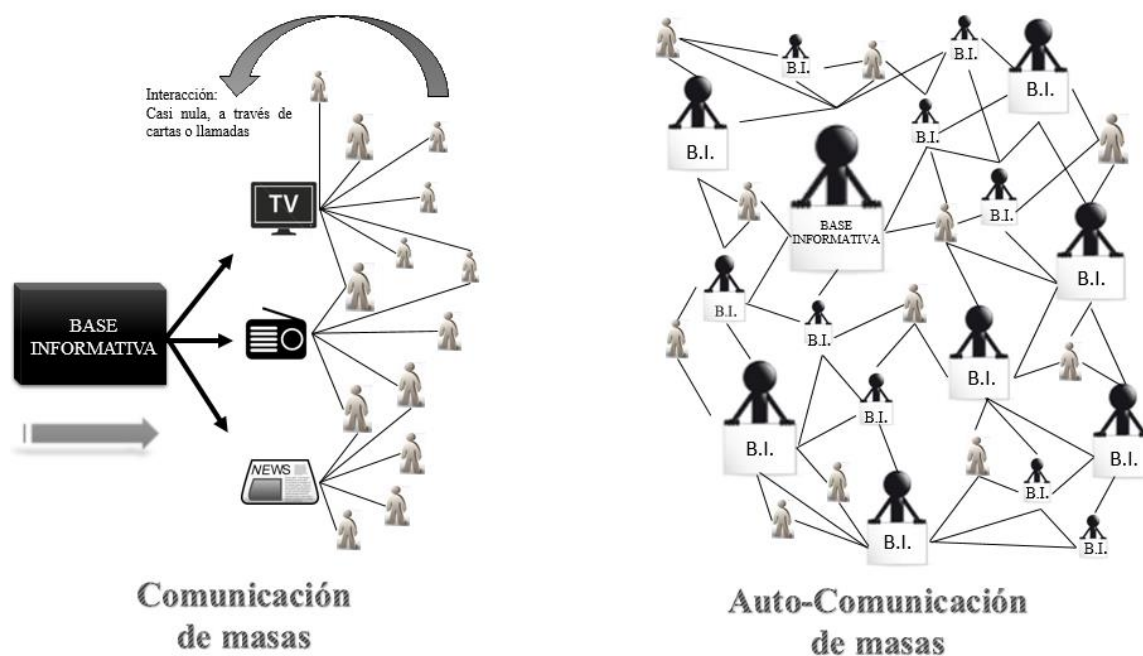 Interacción:
Casi nula, a través de
cartas o llamadas
TV
BASE
INFORMATIVA
NEWS
Comunicación
de masas
B.I.
B.I.
B.I.
B.I.
B.I.
BASE
INFORMATIVA
B.I.
B.I.
B.I.
B.I.
B.I.
B.I.
B.I.
B.I.
B.I.
B.I.
B.I.
Auto-Comunicación
de masas